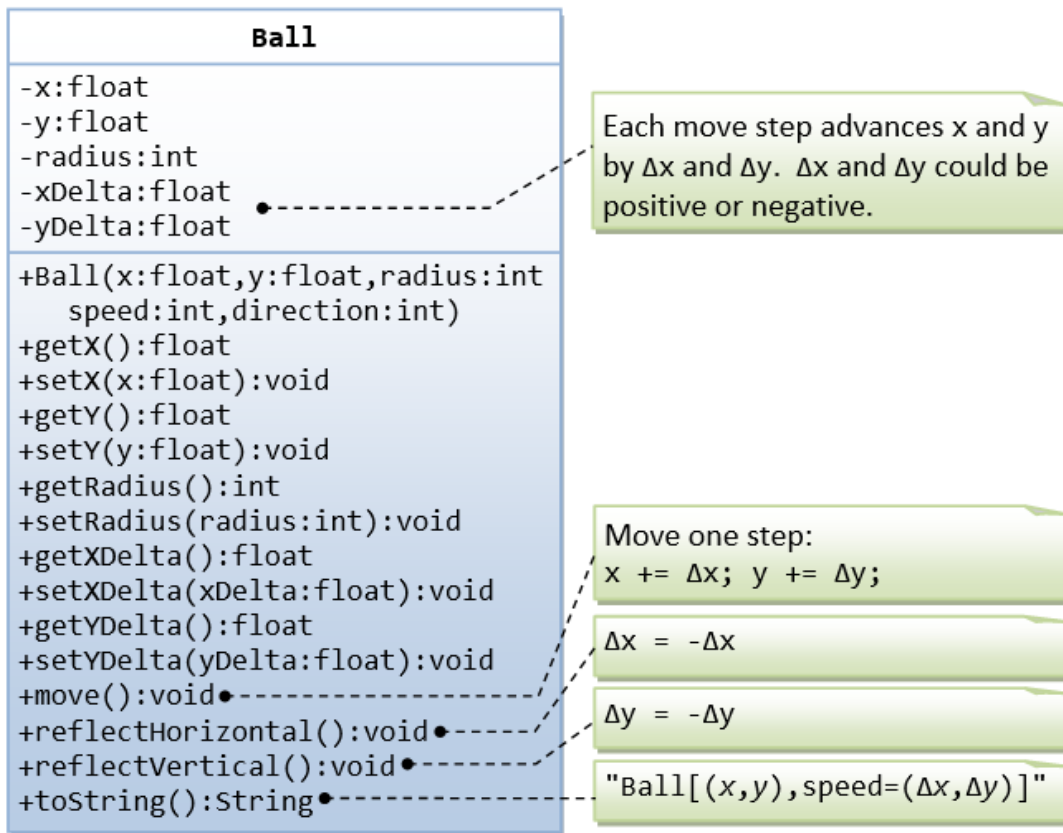 Ball
-x:float
-y:float
-radius:int
-xDelta:float
-yDelta:float
Each move step advances x and y
by Δx and Δy.  Δx and Δy could be
positive or negative.
+Ball(x:float,y:float,radius:int
speed:int,direction:int)
+getX():float
+setX(x:float):void
+getY():float
+setY(y:float):void
+getRadius():int
+setRadius(radius:int):void
+getXDelta():float
+setXDelta(xDelta:float):void
+getYDelta():float
+setYDelta(yDelta:float):void
+move():void
+reflectHorizontal():void
+reflectVertical():void
+toString():String
Move one step:
x += Δx; y += Δy;
Δx = -Δx
Δy = -Δy
"Ball[(x,y),speed=(Δx,Δy)]"